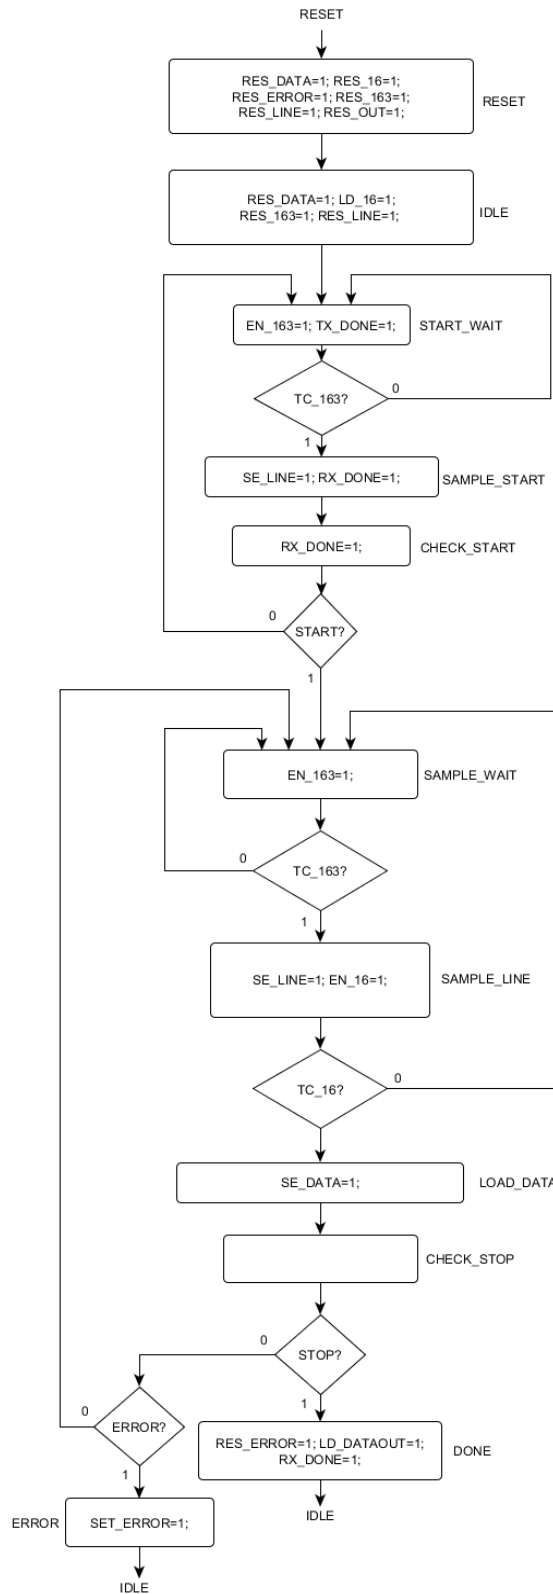 RESET
RES_DATA=1; RES_16=1;
RES_ERROR=1; RES_163=1;
RES_LINE=1; RES_OUT=1;
RESET
RES_DATA=1; LD_16=1;
RES_163=1; RES_LINE=1;
IDLE
EN_163=1; TX_DONE=1;
START_WAIT
TC_163?
0
1
SE_LINE=1; RX_DONE=1;
SAMPLE_START
RX_DONE=1;
CHECK_START
0
START?
1
EN_163=1;
SAMPLE_WAIT
0
TC_163?
1
SE_LINE=1; EN_16=1;
SAMPLE_LINE
TC_16?
0
SE_DATA=1;
LOAD_DATA
CHECK_STOP
0
STOP?
1
0
ERROR?
1
RES_ERROR=1; LD_DATAOUT=1;
RX_DONE=1;
DONE
IDLE
ERROR
SET_ERROR=1;
IDLE